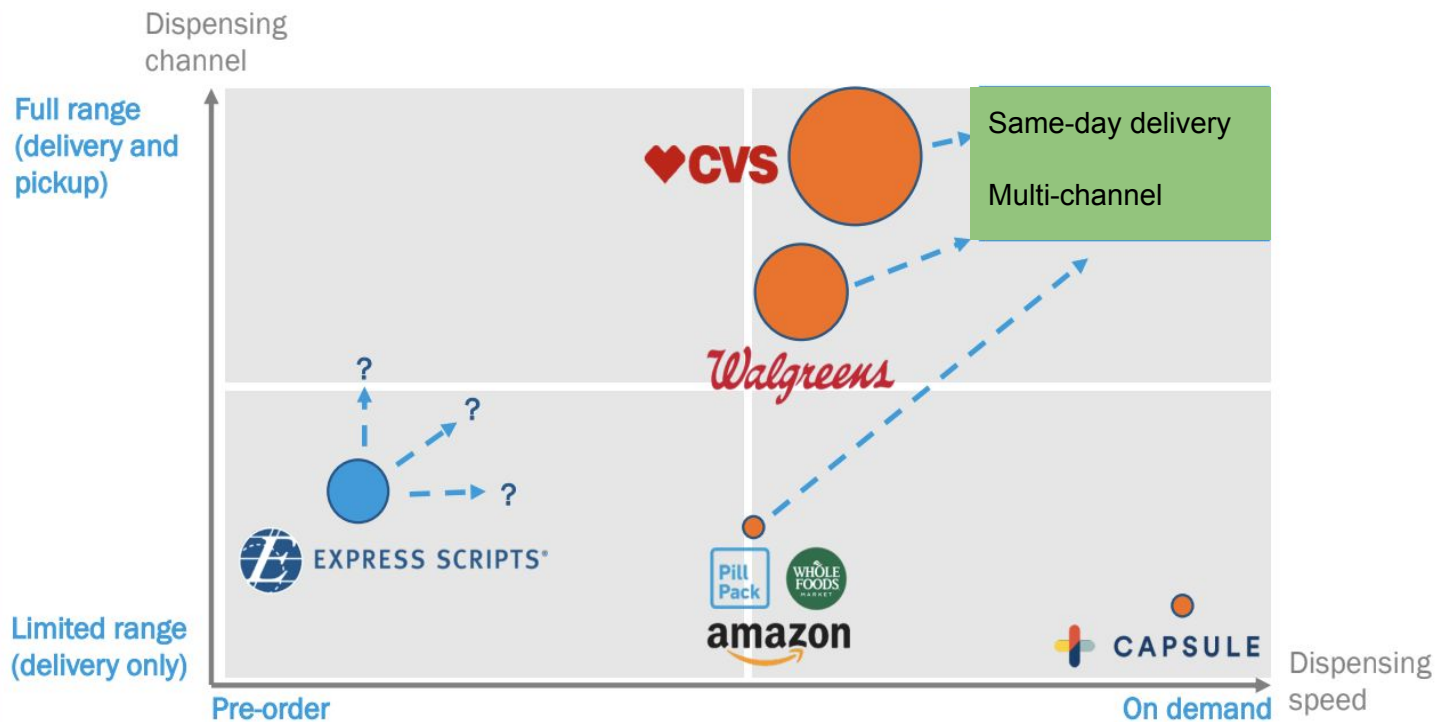 Dispensing
channel
Full range
(delivery and
pickup)
CVS
Same-day delivery
Multi-channel
Walgreens
?
?
?
E EXPRESS SCRIPTS®
Pill
Pack
WHOLE
FOODS
MARKET
amazon
CAPSULE
Limited range
(delivery only)
Pre-order
On demand
Dispensing
speed